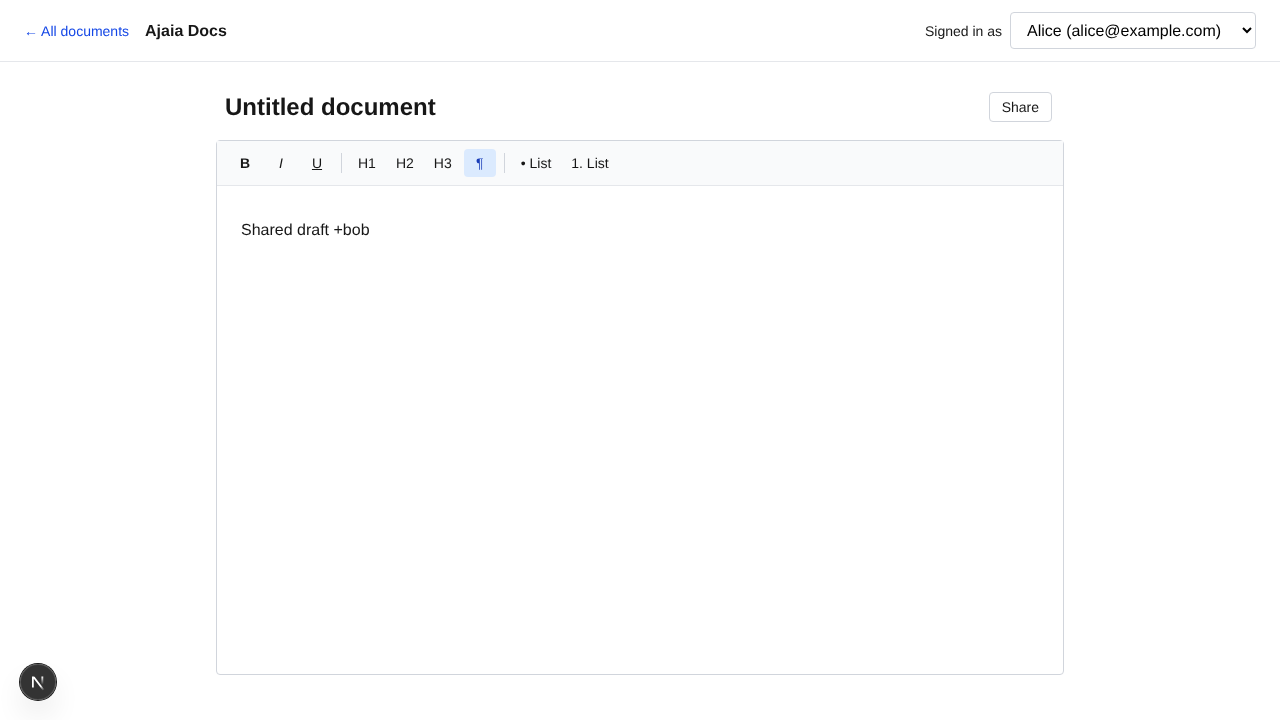 ← All documents Ajaia Docs Signed in as Alice (alice@example.com)
Untitled document Share
B I U H1 H2 H3 ¶ • List 1. List
Shared draft +bob
N